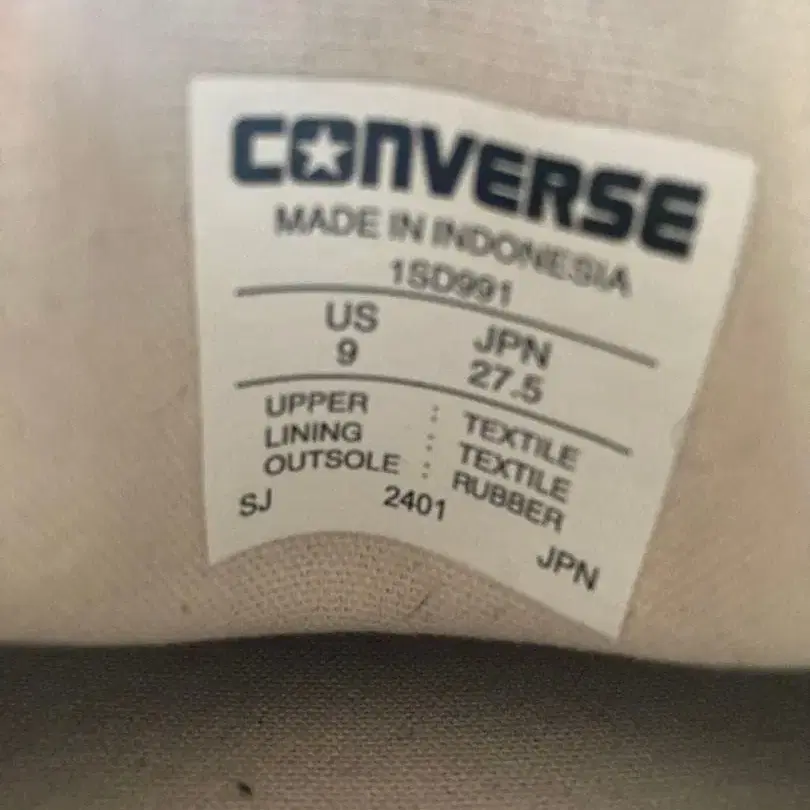 CONVERSE
MADE IN INDONESIA
1SD991
US JPN
9 27.5
UPPER : TEXTILE
LINING : TEXTILE
OUTSOLE : RUBBER
SJ 2401 JPN